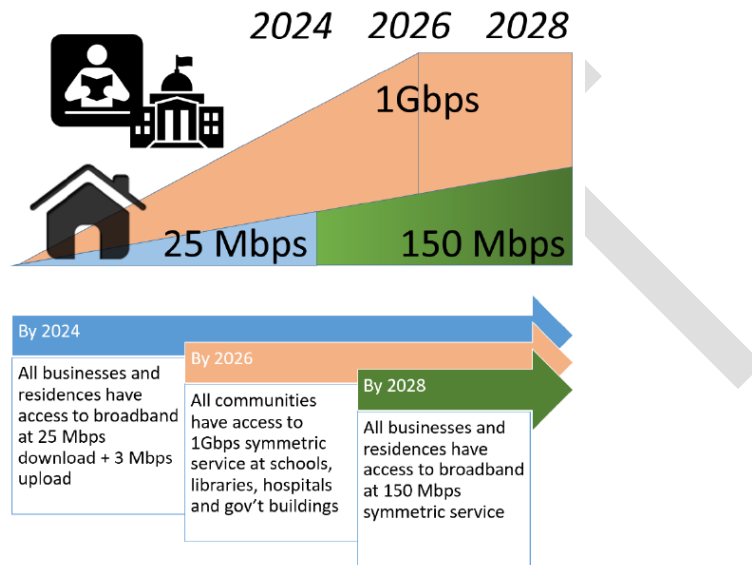 2024 2026 2028
1Gbps
25 Mbps 150 Mbps
By 2024
All businesses and
residences have
access to broadband
at 25 Mbps
download + 3 Mbps
upload
By 2026
All communities
have access to
1Gbps symmetric
service at schools,
libraries, hospitals
and gov't buildings
By 2028
All businesses and
residences have
access to broadband
at 150 Mbps
symmetric service